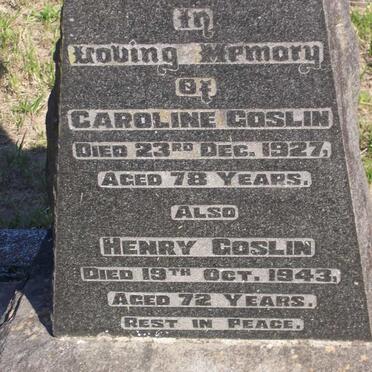 In
Loving Memory
Of
CAROLINE GOSLIN
DIED 23RD DEC. 1927,
AGED 78 YEARS.
ALSO
HENRY GOSLIN
DIED 19TH OCT. 1943,
AGED 72 YEARS.
REST IN PEACE.